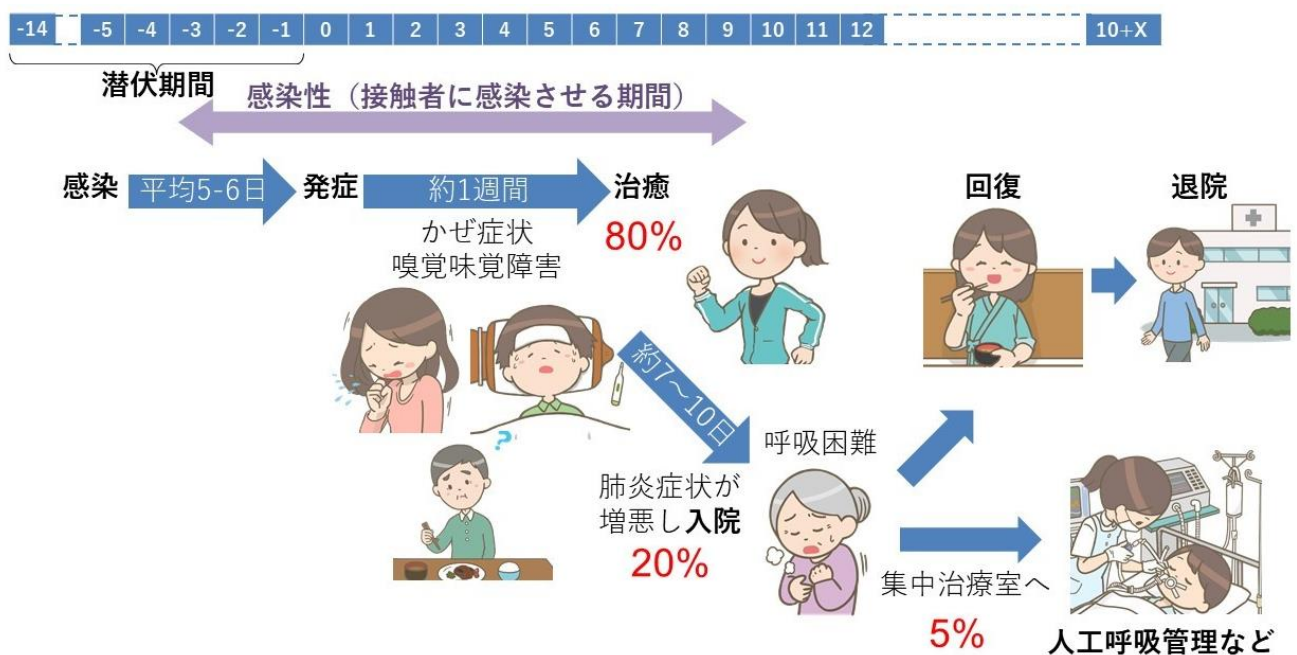 -14 -5 -4 -3 -2 -1 0 1 2 3 4 5 6 7 8 9 10 11 12 10+X
潜伏期間
感染性（接触者に感染させる期間）
感染 平均5-6日 発症 約1週間 治癒 回復 退院
80%
かぜ症状
嗅覚味覚障害
約7～10日
?
呼吸困難
肺炎症状が
増悪し入院
20%
集中治療室へ
5%
人工呼吸管理など